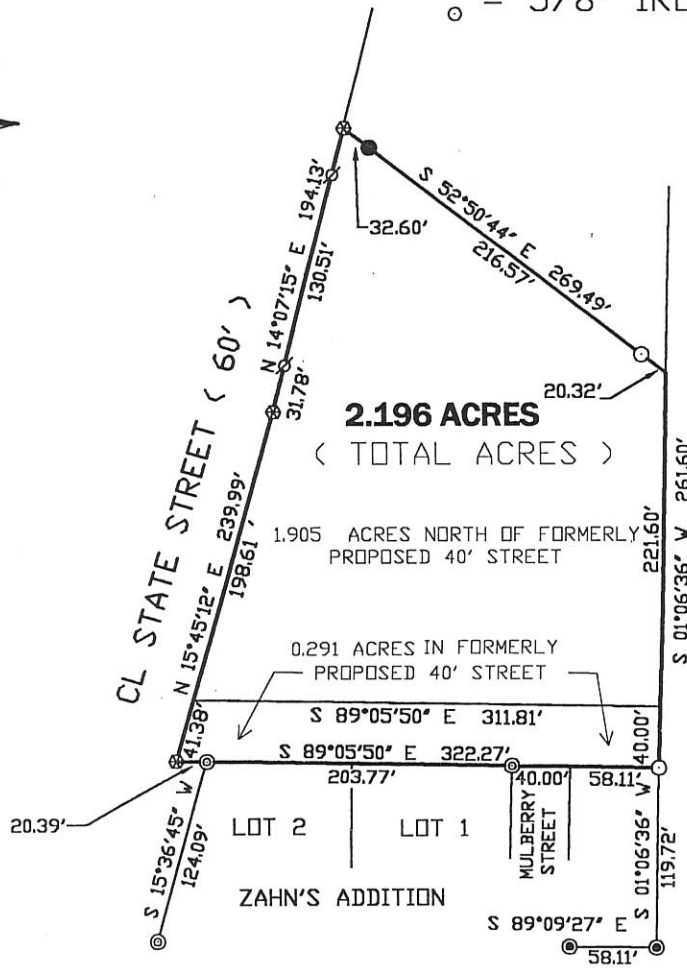 = 5/8"
194.13'
N 14°07'15" E
130.51'
32.60'
S 52°50'44" E 269.49'
216.57'
20.32'
31.78'
CL STATE STREET ( 60' )
2.196 ACRES
( TOTAL ACRES )
1.905 ACRES NORTH OF FORMERLY
PROPOSED 40' STREET
221.60'
S 01°06'36" W 261.60'
N 15°45'12" E 239.99'
198.61'
0.291 ACRES IN FORMERLY
PROPOSED 40' STREET
S 89°05'50" E 311.81'
41.38'
40.00'
S 89°05'50" E 322.27'
203.77'
40.00'
58.11'
20.39'
S 15°36'45" W
124.09'
LOT 2
LOT 1
MULBERRY
STREET
S 01°06'36" W
119.72'
ZAHN'S ADDITION
S 89°09'27" E
58.11'